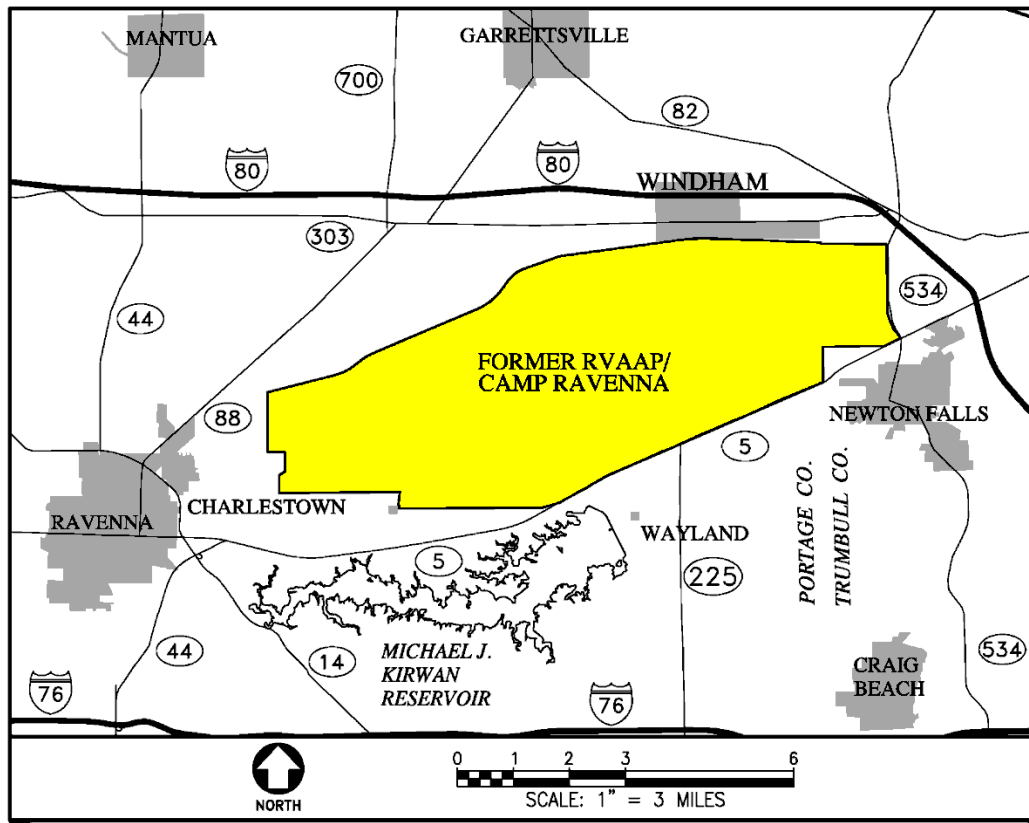 MANTUA
GARRETTSVILLE
700
82
80
80
WINDHAM
303
534
44
FORMER RVAAP/
CAMP RAVENNA
88
NEWTON FALLS
5
CHARLESTOWN
RAVENNA
WAYLAND
PORTAGE CO.
TRUMBULL CO.
5
225
44
14
MICHAEL J.
KIRWAN
RESERVOIR
534
CRAIG
BEACH
76
76
NORTH
0 1 2 3 6
SCALE: 1" = 3 MILES